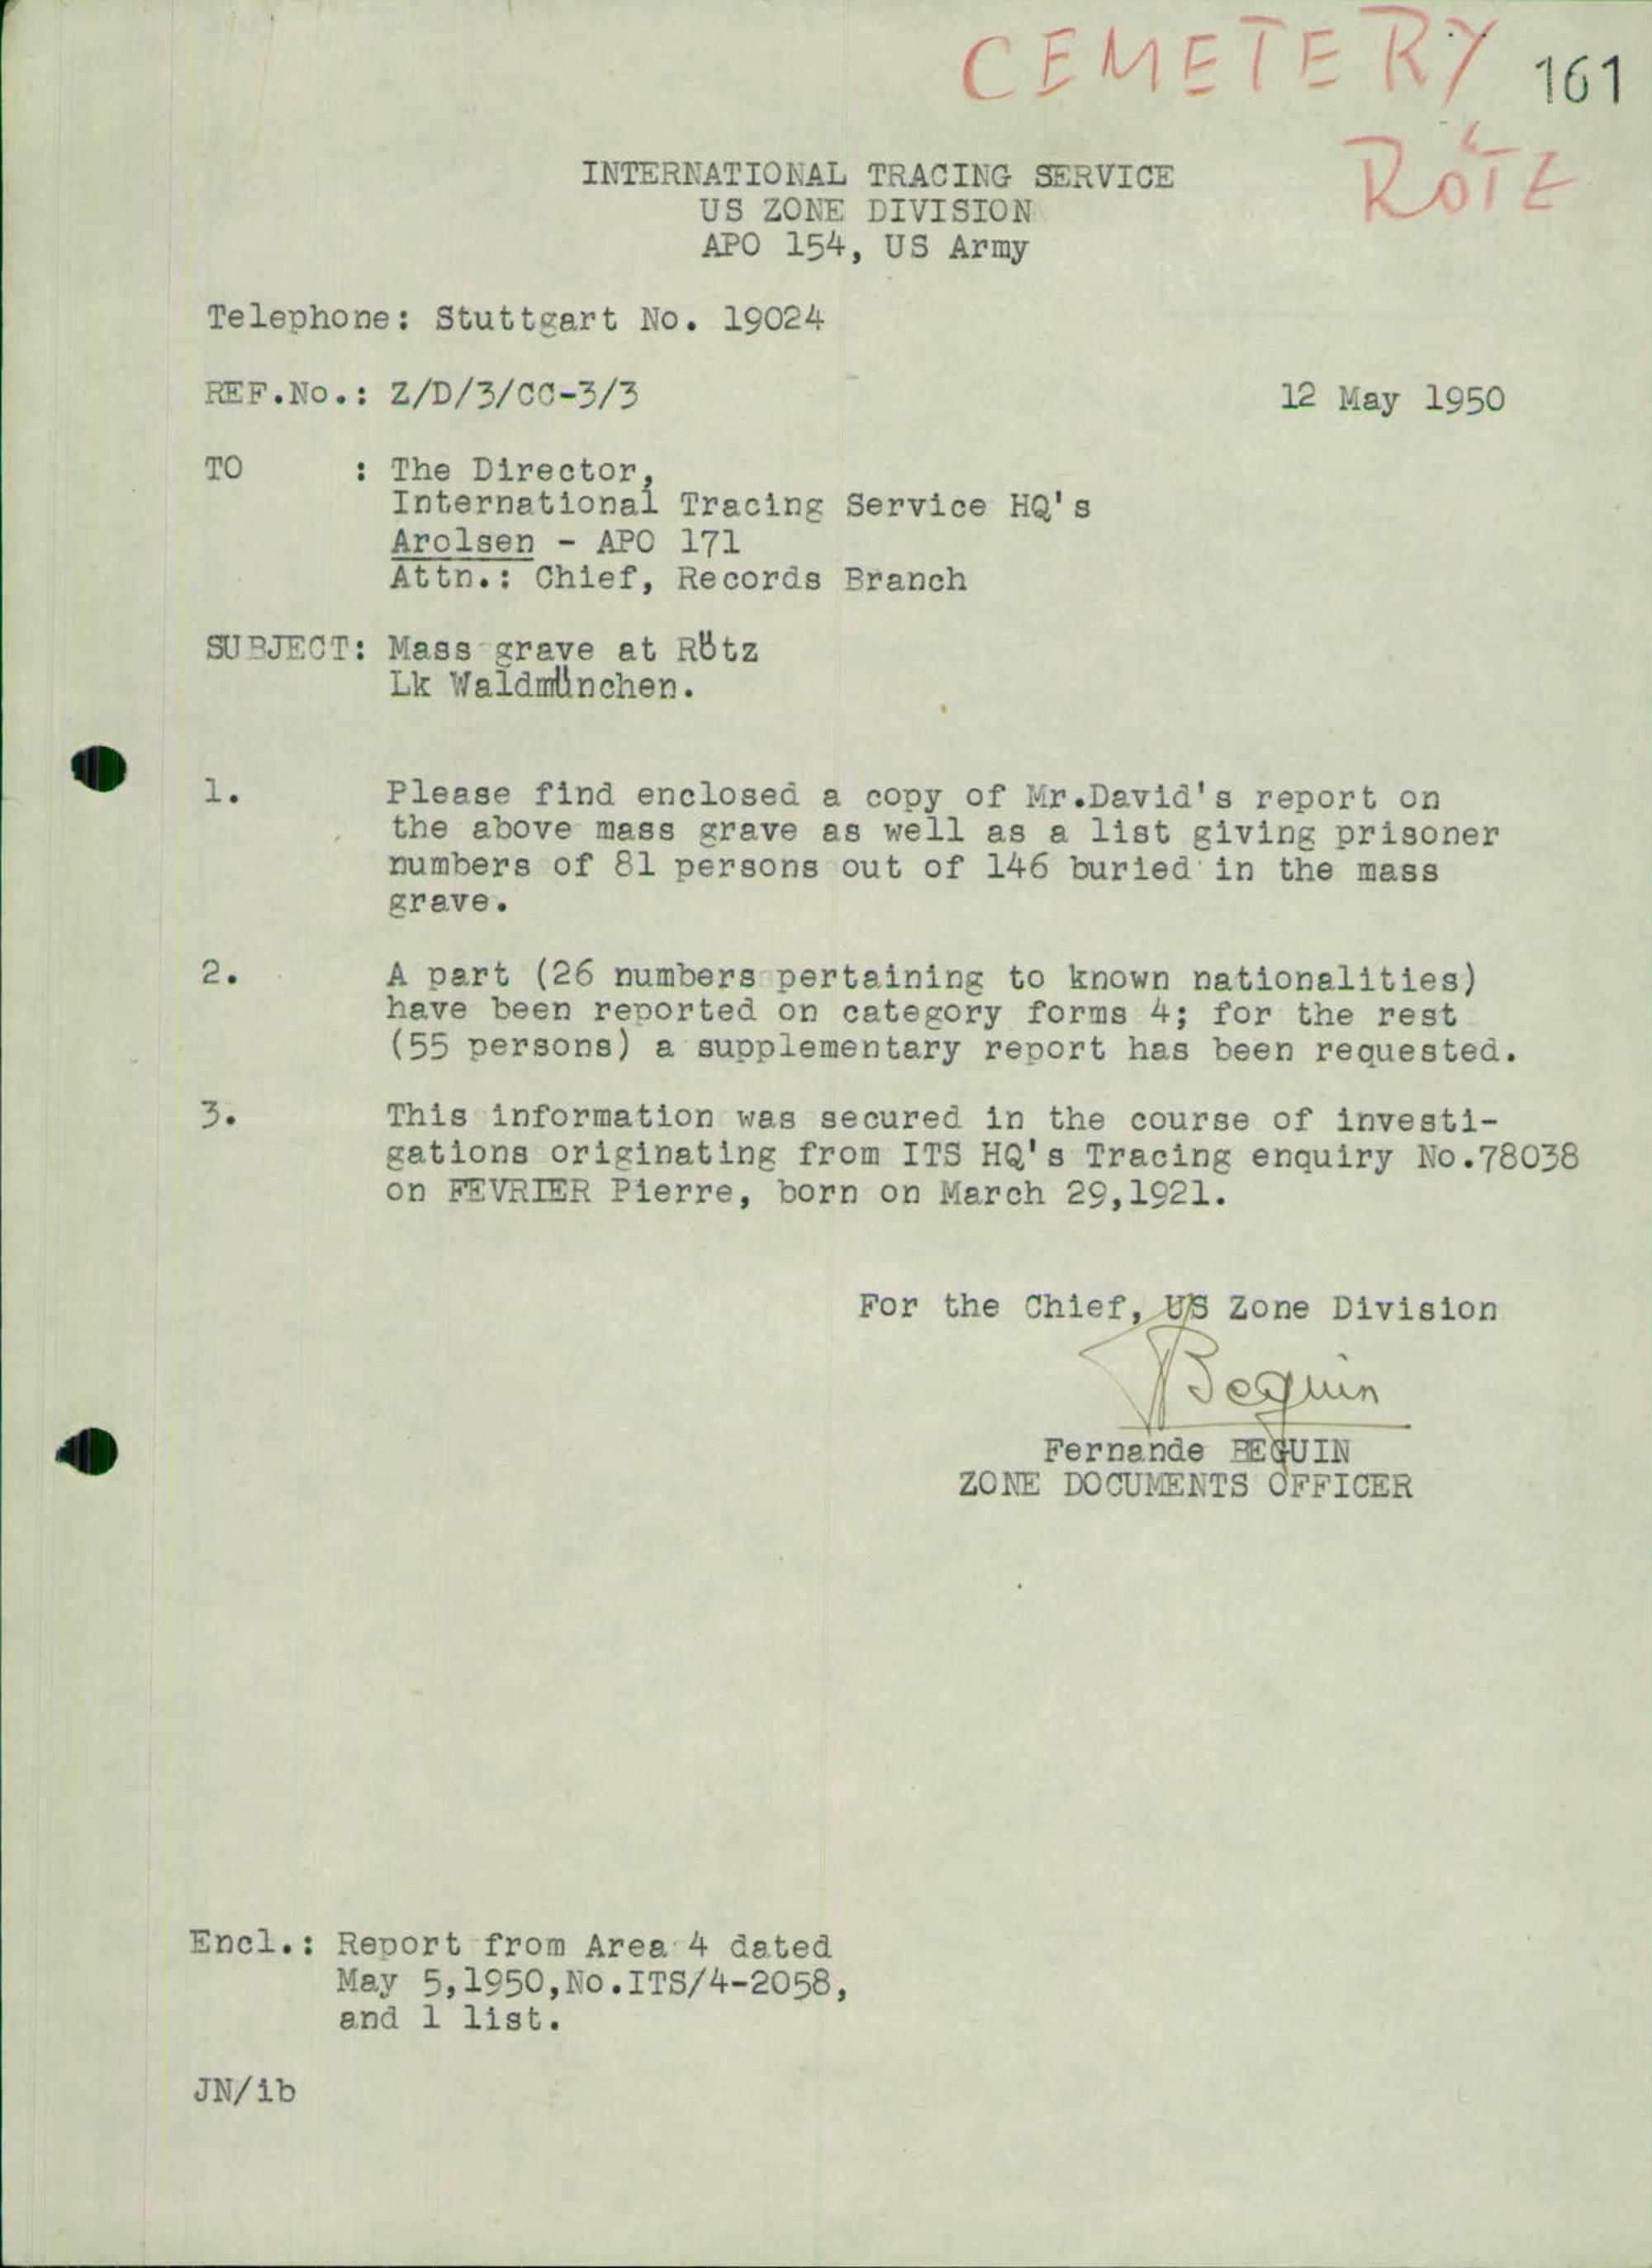 CEMETERY 161
RÖTZ
INTERNATIONAL TRACING SERVICE
US ZONE DIVISION
APO 154, US Army
Telephone: Stuttgart No. 19024
REF.No.: Z/D/3/CC-3/3 12 May 1950
TO : The Director,
International Tracing Service HQ's
Arolsen - APO 171
Attn.: Chief, Records Branch
SUBJECT: Mass grave at Rötz
Lk Waldmünchen.
1. Please find enclosed a copy of Mr.David's report on
the above mass grave as well as a list giving prisoner
numbers of 81 persons out of 146 buried in the mass
grave.
2. A part (26 numbers pertaining to known nationalities)
have been reported on category forms 4; for the rest
(55 persons) a supplementary report has been requested.
3. This information was secured in the course of investi-
gations originating from ITS HQ's Tracing enquiry No.78038
on FEVRIER Pierre, born on March 29,1921.
For the Chief, US Zone Division
Bequin
Fernande BEQUIN
ZONE DOCUMENTS OFFICER
Encl.: Report from Area 4 dated
May 5,1950,No.ITS/4-2058,
and 1 list.
JN/ib